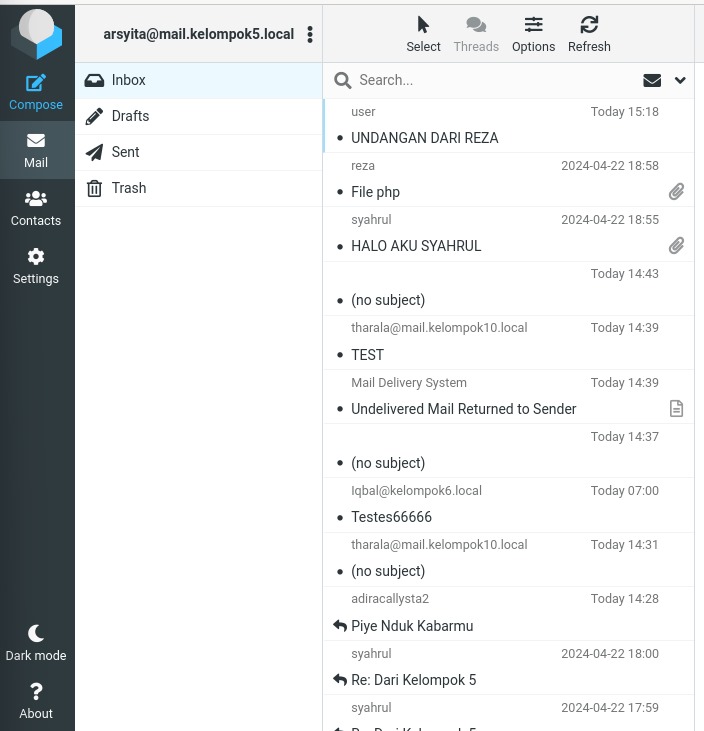 arsyita@mail.kelompok5.local
Select
Threads
Options
Refresh
Compose
Mail
Contacts
Settings
Dark mode
About
Inbox
Drafts
Sent
Trash
Search...
user Today 15:18
• UNDANGAN DARI REZA
reza 2024-04-22 18:58
• File php
syahrul 2024-04-22 18:55
• HALO AKU SYAHRUL
Today 14:43
• (no subject)
tharala@mail.kelompok10.local Today 14:39
• TEST
Mail Delivery System Today 14:39
• Undelivered Mail Returned to Sender
Today 14:37
• (no subject)
Iqbal@kelompok6.local Today 07:00
• Testes66666
tharala@mail.kelompok10.local Today 14:31
• (no subject)
adiracallysta2 Today 14:28
Piye Nduk Kabarmu
syahrul 2024-04-22 18:00
Re: Dari Kelompok 5
syahrul 2024-04-22 17:59